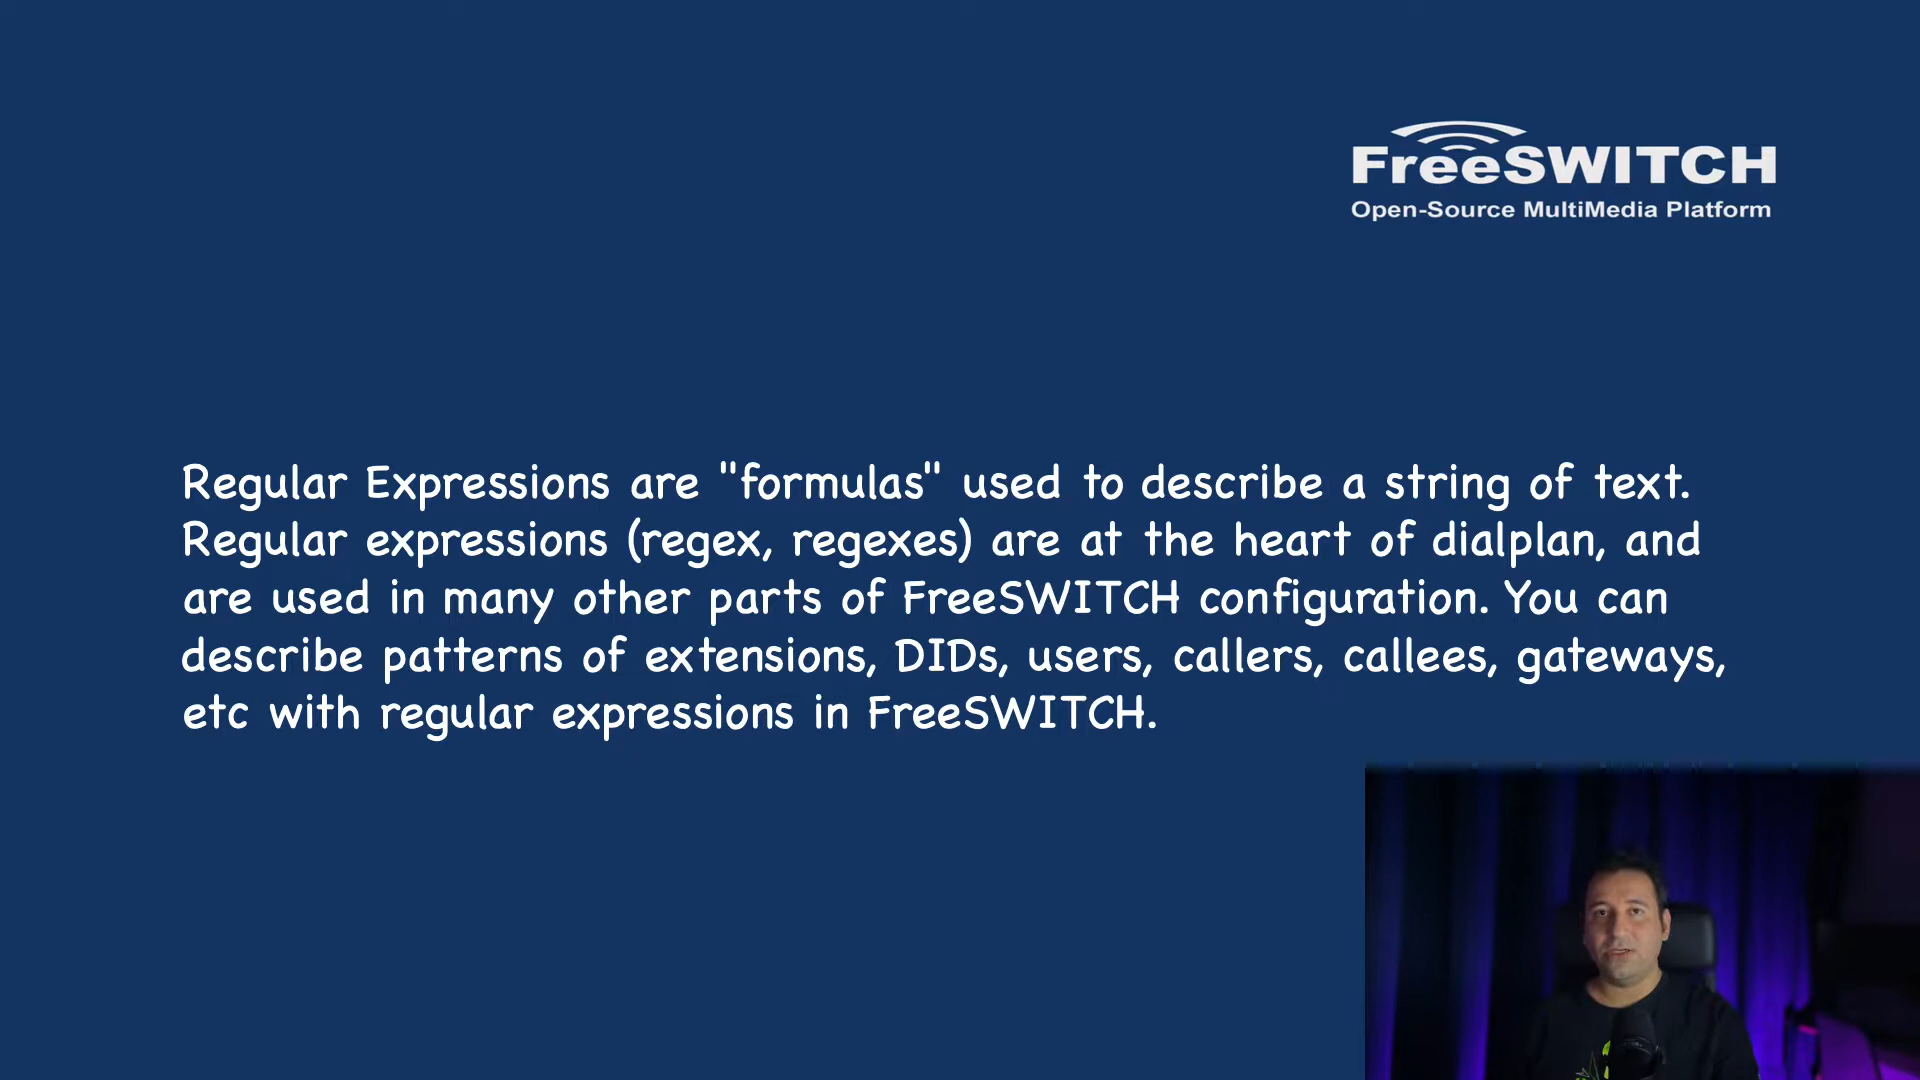 FreeSWITCH
Open-Source MultiMedia Platform
Regular Expressions are "formulas" used to describe a string of text.
Regular expressions (regex, regexes) are at the heart of dialplan, and
are used in many other parts of FreeSWITCH configuration. You can
describe patterns of extensions, DIDs, users, callers, callees, gateways,
etc with regular expressions in FreeSWITCH.